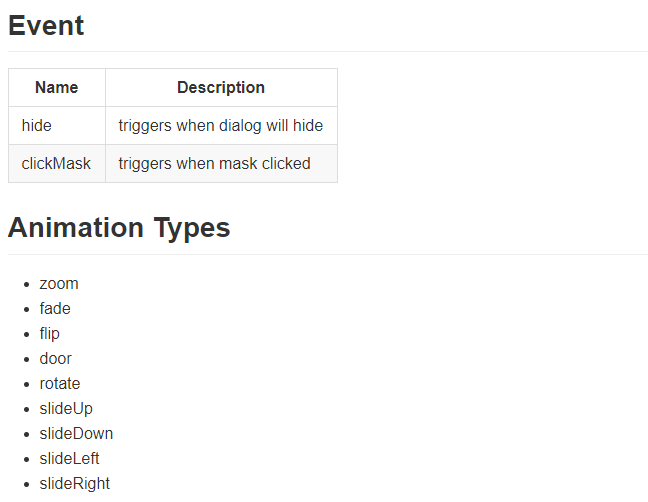 Event
Name Description
hide triggers when dialog will hide
clickMask triggers when mask clicked
Animation Types
zoom
fade
flip
door
rotate
slideUp
slideDown
slideLeft
slideRight